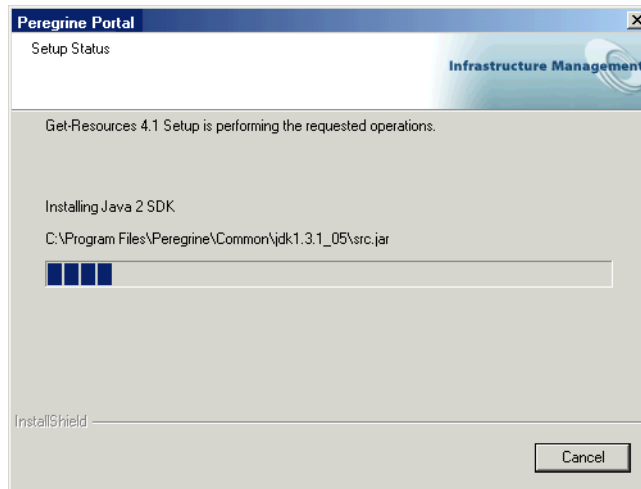 Peregrine Portal
Setup Status
Infrastructure Management
Get-Resources 4.1 Setup is performing the requested operations.
Installing Java 2 SDK
C:\Program Files\Peregrine\Common\jdk1.3.1_05\src.jar
InstallShield
Cancel